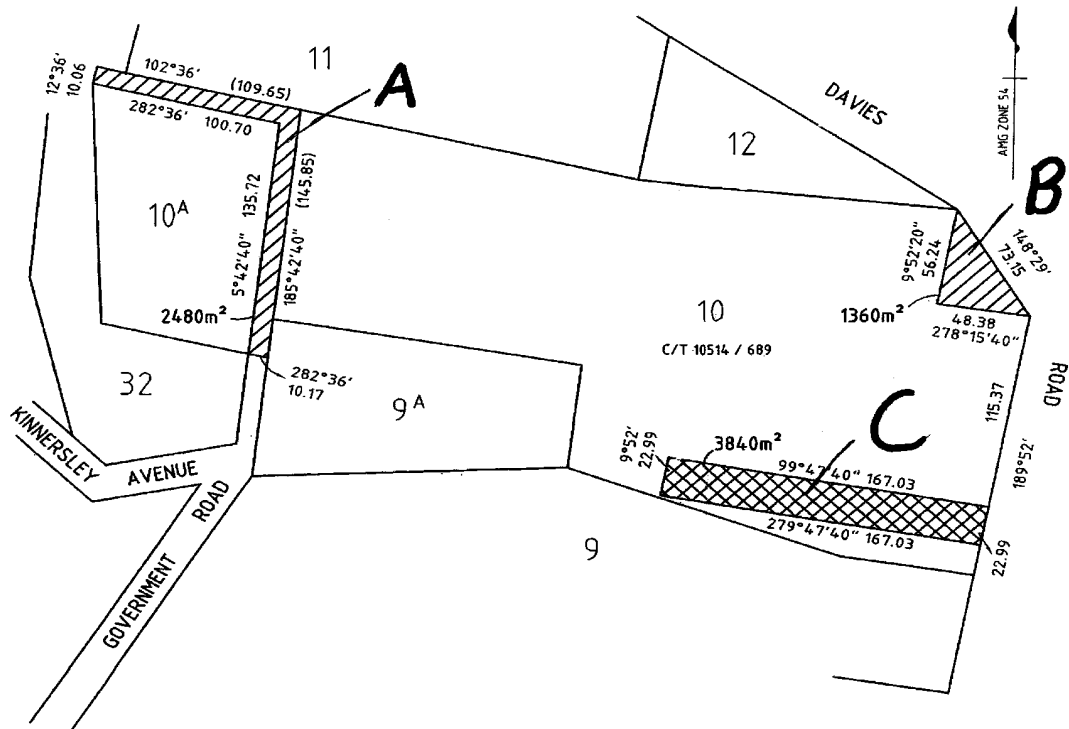 11
102°36'
(109.65)
A
12°36'
10.06
282°36'
100.70
DAVIES
AMG ZONE 54
12
B
10ᴬ
135.72
5°42'40"
(145.85)
185°42'40"
148°29'
73.15
9°52'20"
56.24
2480m²
10
1360m²
48.38
278°15'40"
C/T 10514 / 689
ROAD
282°36'
10.17
32
9ᴬ
C
115.37
189°52'
KINNERSLEY
AVENUE
9°52'
22.99
3840m²
99°47'40" 167.03
279°47'40" 167.03
22.99
ROAD
GOVERNMENT
9